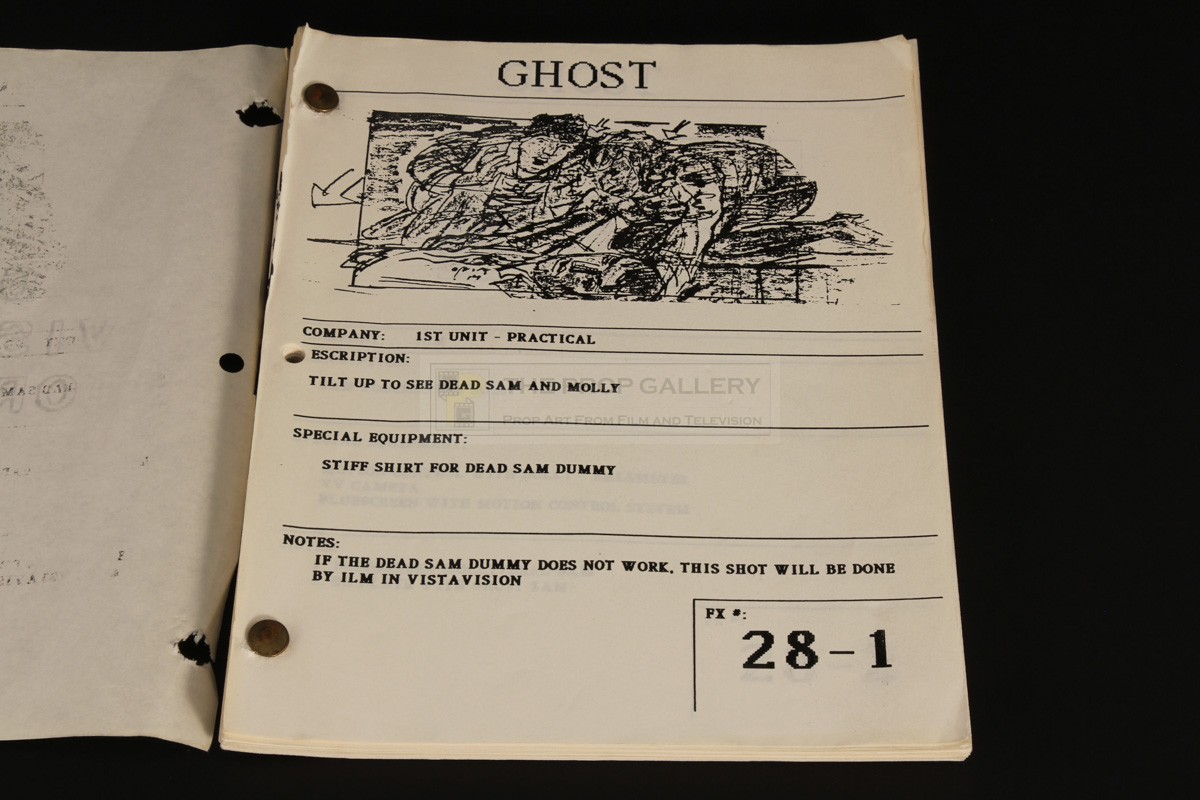 GHOST
COMPANY: 1ST UNIT - PRACTICAL
ESCRIPTION:
TILT UP TO SEE DEAD SAM AND MOLLY
THE PROP GALLERY
PROP ART FROM FILM AND TELEVISION
SPECIAL EQUIPMENT:
STIFF SHIRT FOR DEAD SAM DUMMY
NOTES:
IF THE DEAD SAM DUMMY DOES NOT WORK, THIS SHOT WILL BE DONE
BY ILM IN VISTAVISION
FX #:
28-1